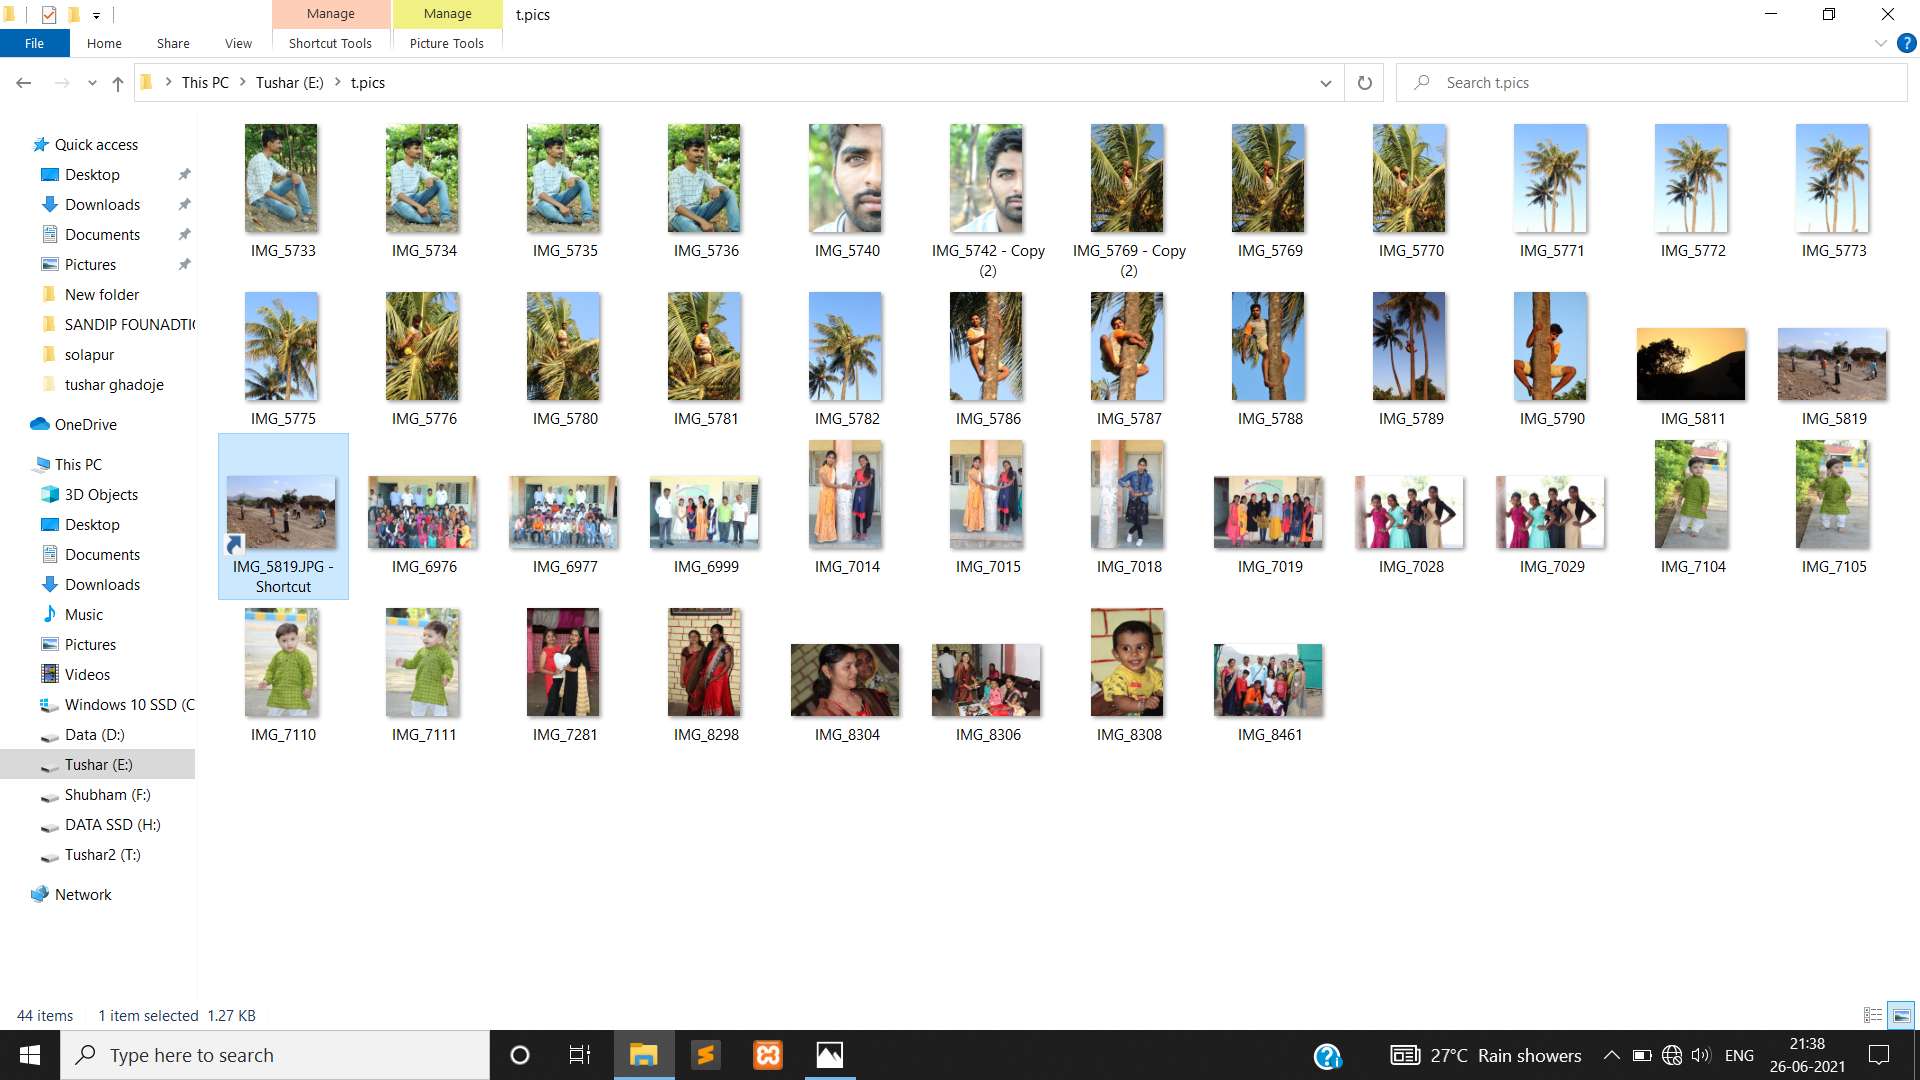 Manage
Manage
t.pics
File
Home
Share
View
Shortcut Tools
Picture Tools
?
This PC
Tushar (E:)
t.pics
Search t.pics
Quick access
Desktop
Downloads
Documents
Pictures
New folder
SANDIP FOUNADTI
solapur
tushar ghadoje
OneDrive
This PC
3D Objects
Desktop
Documents
Downloads
Music
Pictures
Videos
Windows 10 SSD (C
Data (D:)
Tushar (E:)
Shubham (F:)
DATA SSD (H:)
Tushar2 (T:)
Network
IMG_5733
IMG_5734
IMG_5735
IMG_5736
IMG_5740
IMG_5742 - Copy
(2)
IMG_5769 - Copy
(2)
IMG_5769
IMG_5770
IMG_5771
IMG_5772
IMG_5773
IMG_5775
IMG_5776
IMG_5780
IMG_5781
IMG_5782
IMG_5786
IMG_5787
IMG_5788
IMG_5789
IMG_5790
IMG_5811
IMG_5819
IMG_5819.JPG -
Shortcut
IMG_6976
IMG_6977
IMG_6999
IMG_7014
IMG_7015
IMG_7018
IMG_7019
IMG_7028
IMG_7029
IMG_7104
IMG_7105
IMG_7110
IMG_7111
IMG_7281
IMG_8298
IMG_8304
IMG_8306
IMG_8308
IMG_8461
44 items
1 item selected 1.27 KB
Type here to search
27°C Rain showers
ENG
21:38
26-06-2021